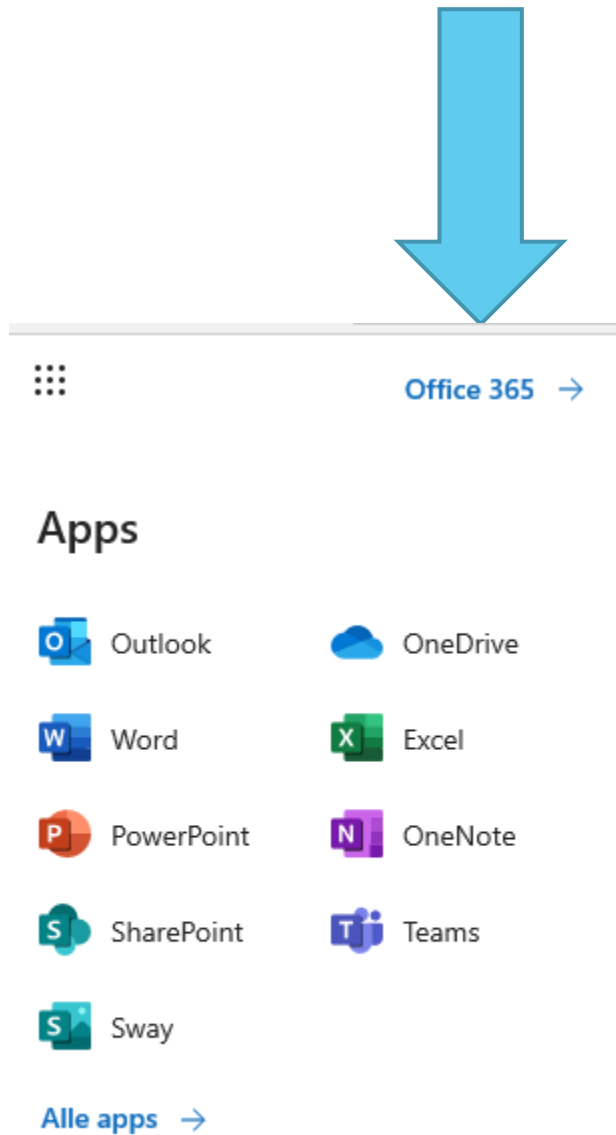 Office 365 →
Apps
Outlook
OneDrive
Word
Excel
PowerPoint
OneNote
SharePoint
Teams
Sway
Alle apps →